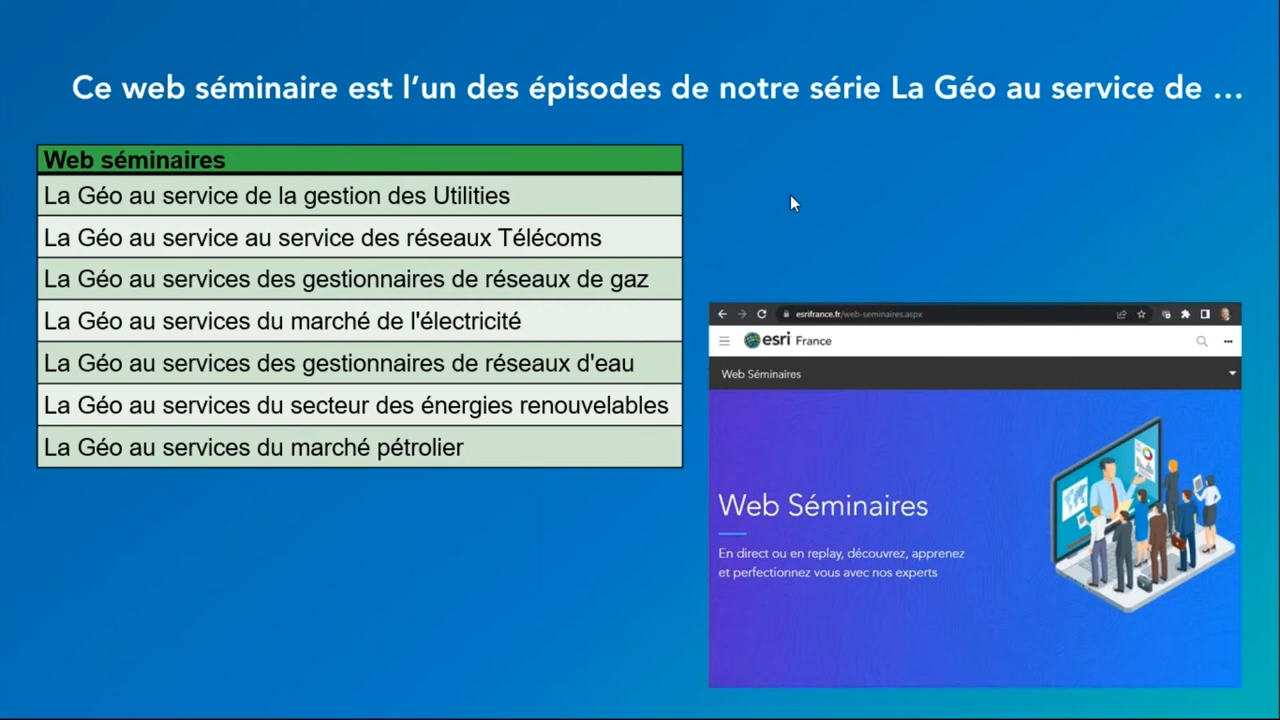 Ce web séminaire est l’un des épisodes de notre série La Géo au service de ...
Web séminaires
La Géo au service de la gestion des Utilities
La Géo au service au service des réseaux Télécoms
La Géo au services des gestionnaires de réseaux de gaz
La Géo au services du marché de l'électricité
La Géo au services des gestionnaires de réseaux d'eau
La Géo au services du secteur des énergies renouvelables
La Géo au services du marché pétrolier
esrifrance.fr/web-seminaires.aspx
esri France
Web Séminaires
Web Séminaires
En direct ou en replay, découvrez, apprenez
et perfectionnez vous avec nos experts